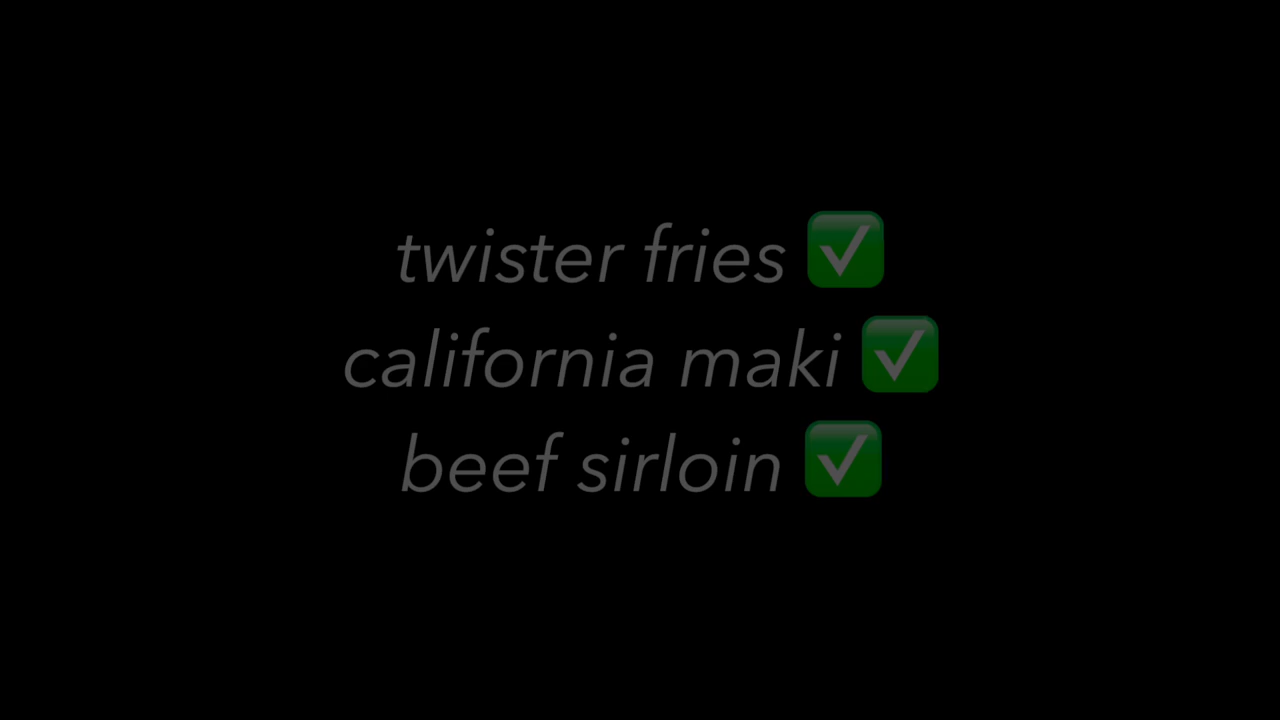 twister fries ✅
california maki ✅
beef sirloin ✅